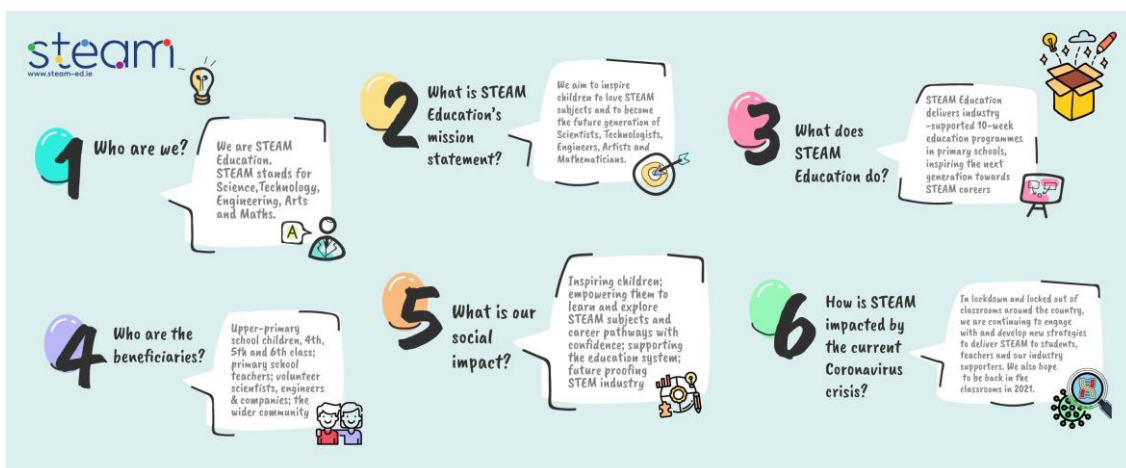 steam
www.steam-ed.ie
1
Who are we?
We are STEAM
Education.
STEAM stands for
Science,Technology,
Engineering, Arts
and Maths.
A
2
What is STEAM
Education's
mission
statement?
We aim to inspire
children to love STEAM
subjects and to become
the future generation of
Scientists, Technologists,
Engineers, Artists and
Mathematicians.
3
What does
STEAM
Education do?
STEAM Education
delivers industry
-supported 10-week
education programmes
in primary schools,
inspiring the next
generation towards
STEAM careers
4
Who are the
beneficiaries?
Upper-primary
school children, 4th,
5th and 6th class;
primary school
teachers; volunteer
scientists, engineers
& companies; the
wider community
5
What is our
social
impact?
Inspiring children;
empowering them to
learn and explore
STEAM subjects and
career pathways with
confidence; supporting
the education system;
future proofing
STEM industry
6
How is STEAM
impacted by
the current
Coronavirus
crisis?
In lockdown and locked out of
classrooms around the country,
we are continuing to engage
with and develop new strategies
to deliver STEAM to students,
teachers and our industry
supporters. We also hope
to be back in the
classrooms in 2021.